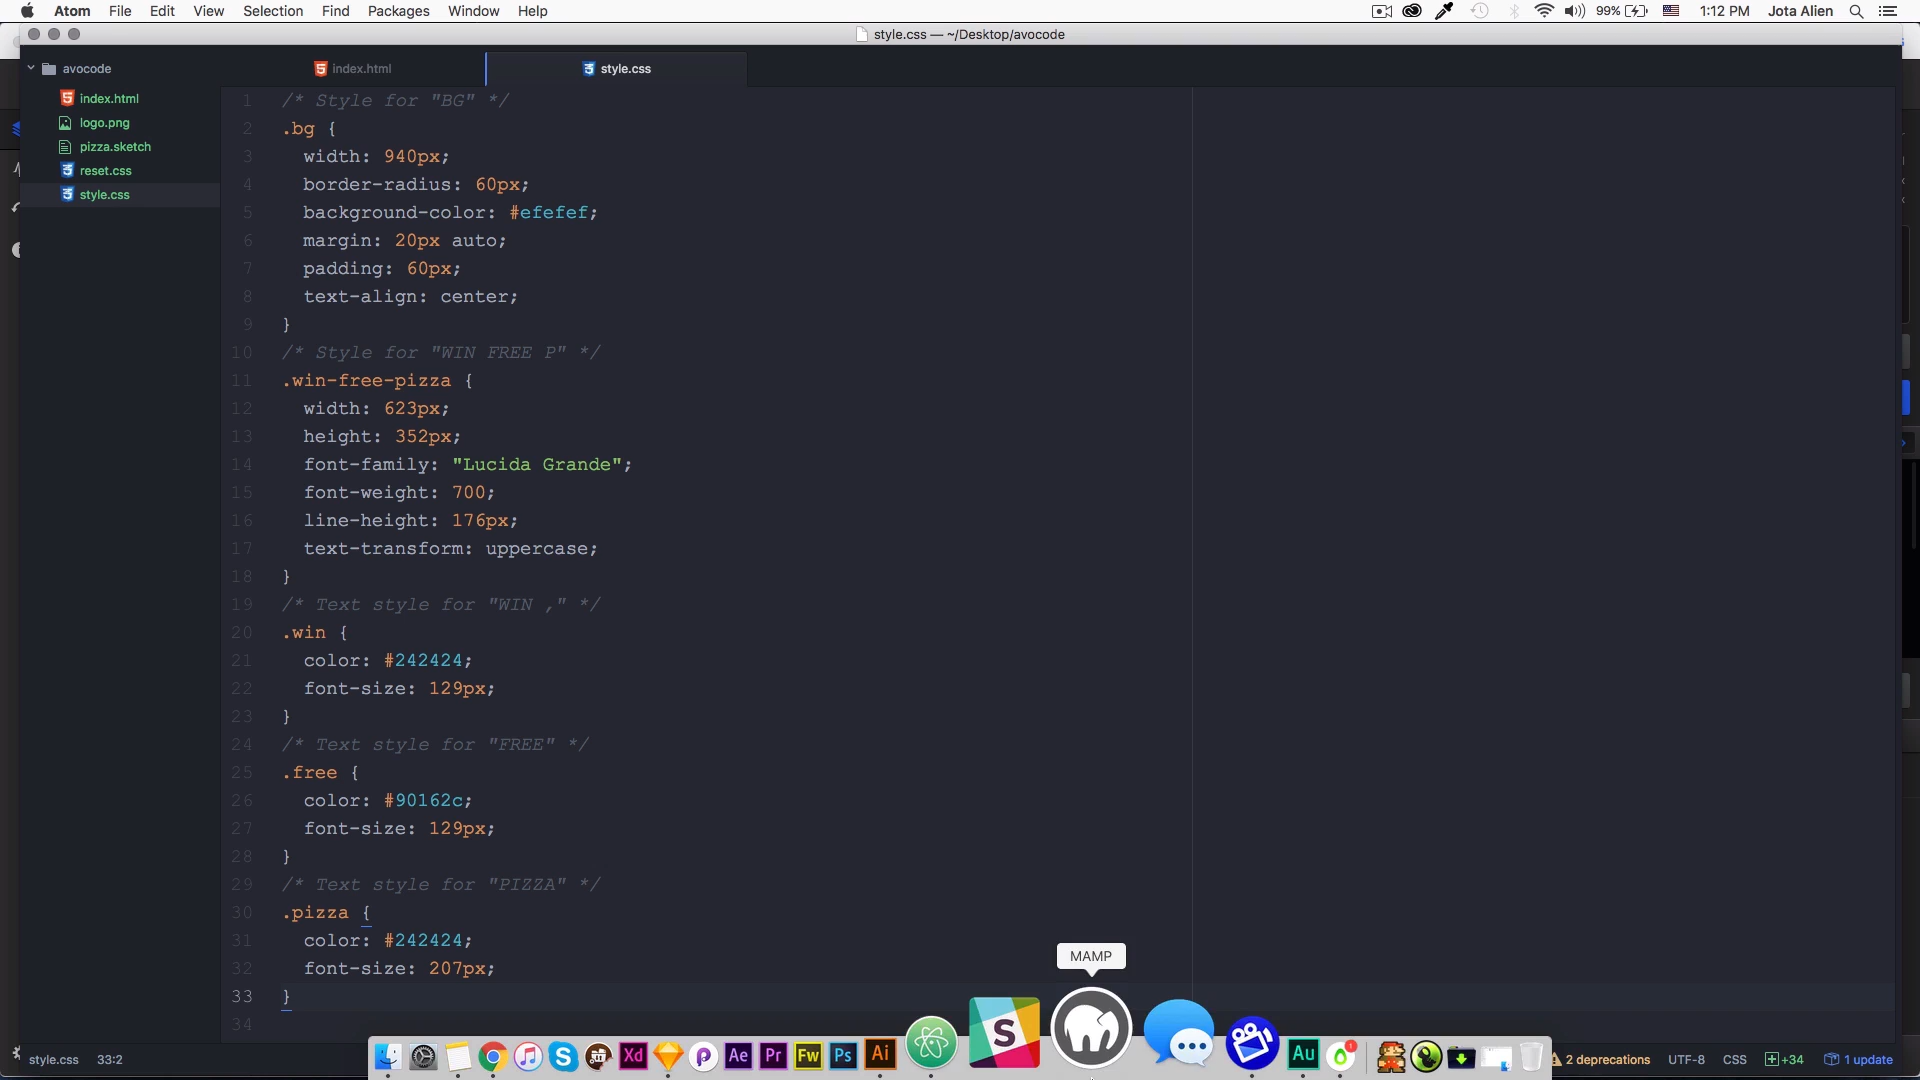 Atom File Edit View Selection Find Packages Window Help 99% 1:12 PM Jota Alien
style.css — ~/Desktop/avocode
avocode
index.html
logo.png
pizza.sketch
reset.css
style.css
index.html style.css
1 /* Style for "BG" */
2 .bg {
3 width: 940px;
4 border-radius: 60px;
5 background-color: #efefef;
6 margin: 20px auto;
7 padding: 60px;
8 text-align: center;
9 }
10 /* Style for "WIN FREE P" */
11 .win-free-pizza {
12 width: 623px;
13 height: 352px;
14 font-family: "Lucida Grande";
15 font-weight: 700;
16 line-height: 176px;
17 text-transform: uppercase;
18 }
19 /* Text style for "WIN ," */
20 .win {
21 color: #242424;
22 font-size: 129px;
23 }
24 /* Text style for "FREE" */
25 .free {
26 color: #90162c;
27 font-size: 129px;
28 }
29 /* Text style for "PIZZA" */
30 .pizza {
31 color: #242424;
32 font-size: 207px;
33 }
34
MAMP
S
Xd Ae Pr Fw Ps Ai Au 1
style.css 33:2 2 deprecations UTF-8 CSS +34 1 update